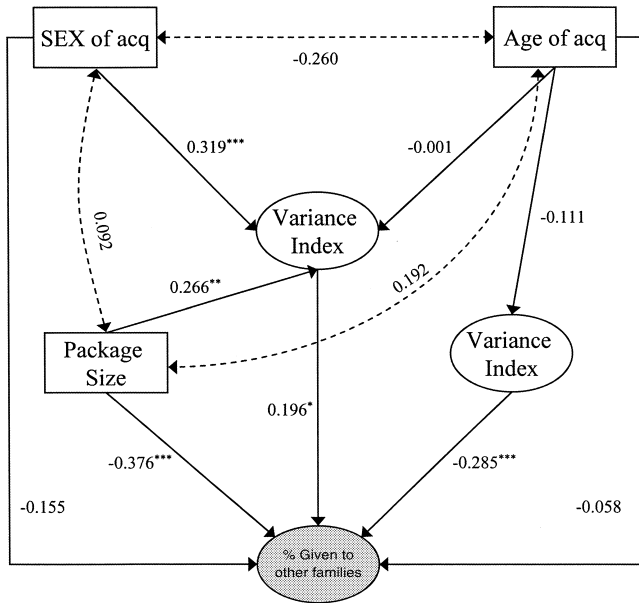 SEX of acq
Age of acq
-0.260
0.319***
-0.001
Variance
Index
-0.111
0.092
0.266**
0.192
Package
Size
Variance
Index
0.196*
-0.376***
-0.285***
-0.155
-0.058
% Given to
other families